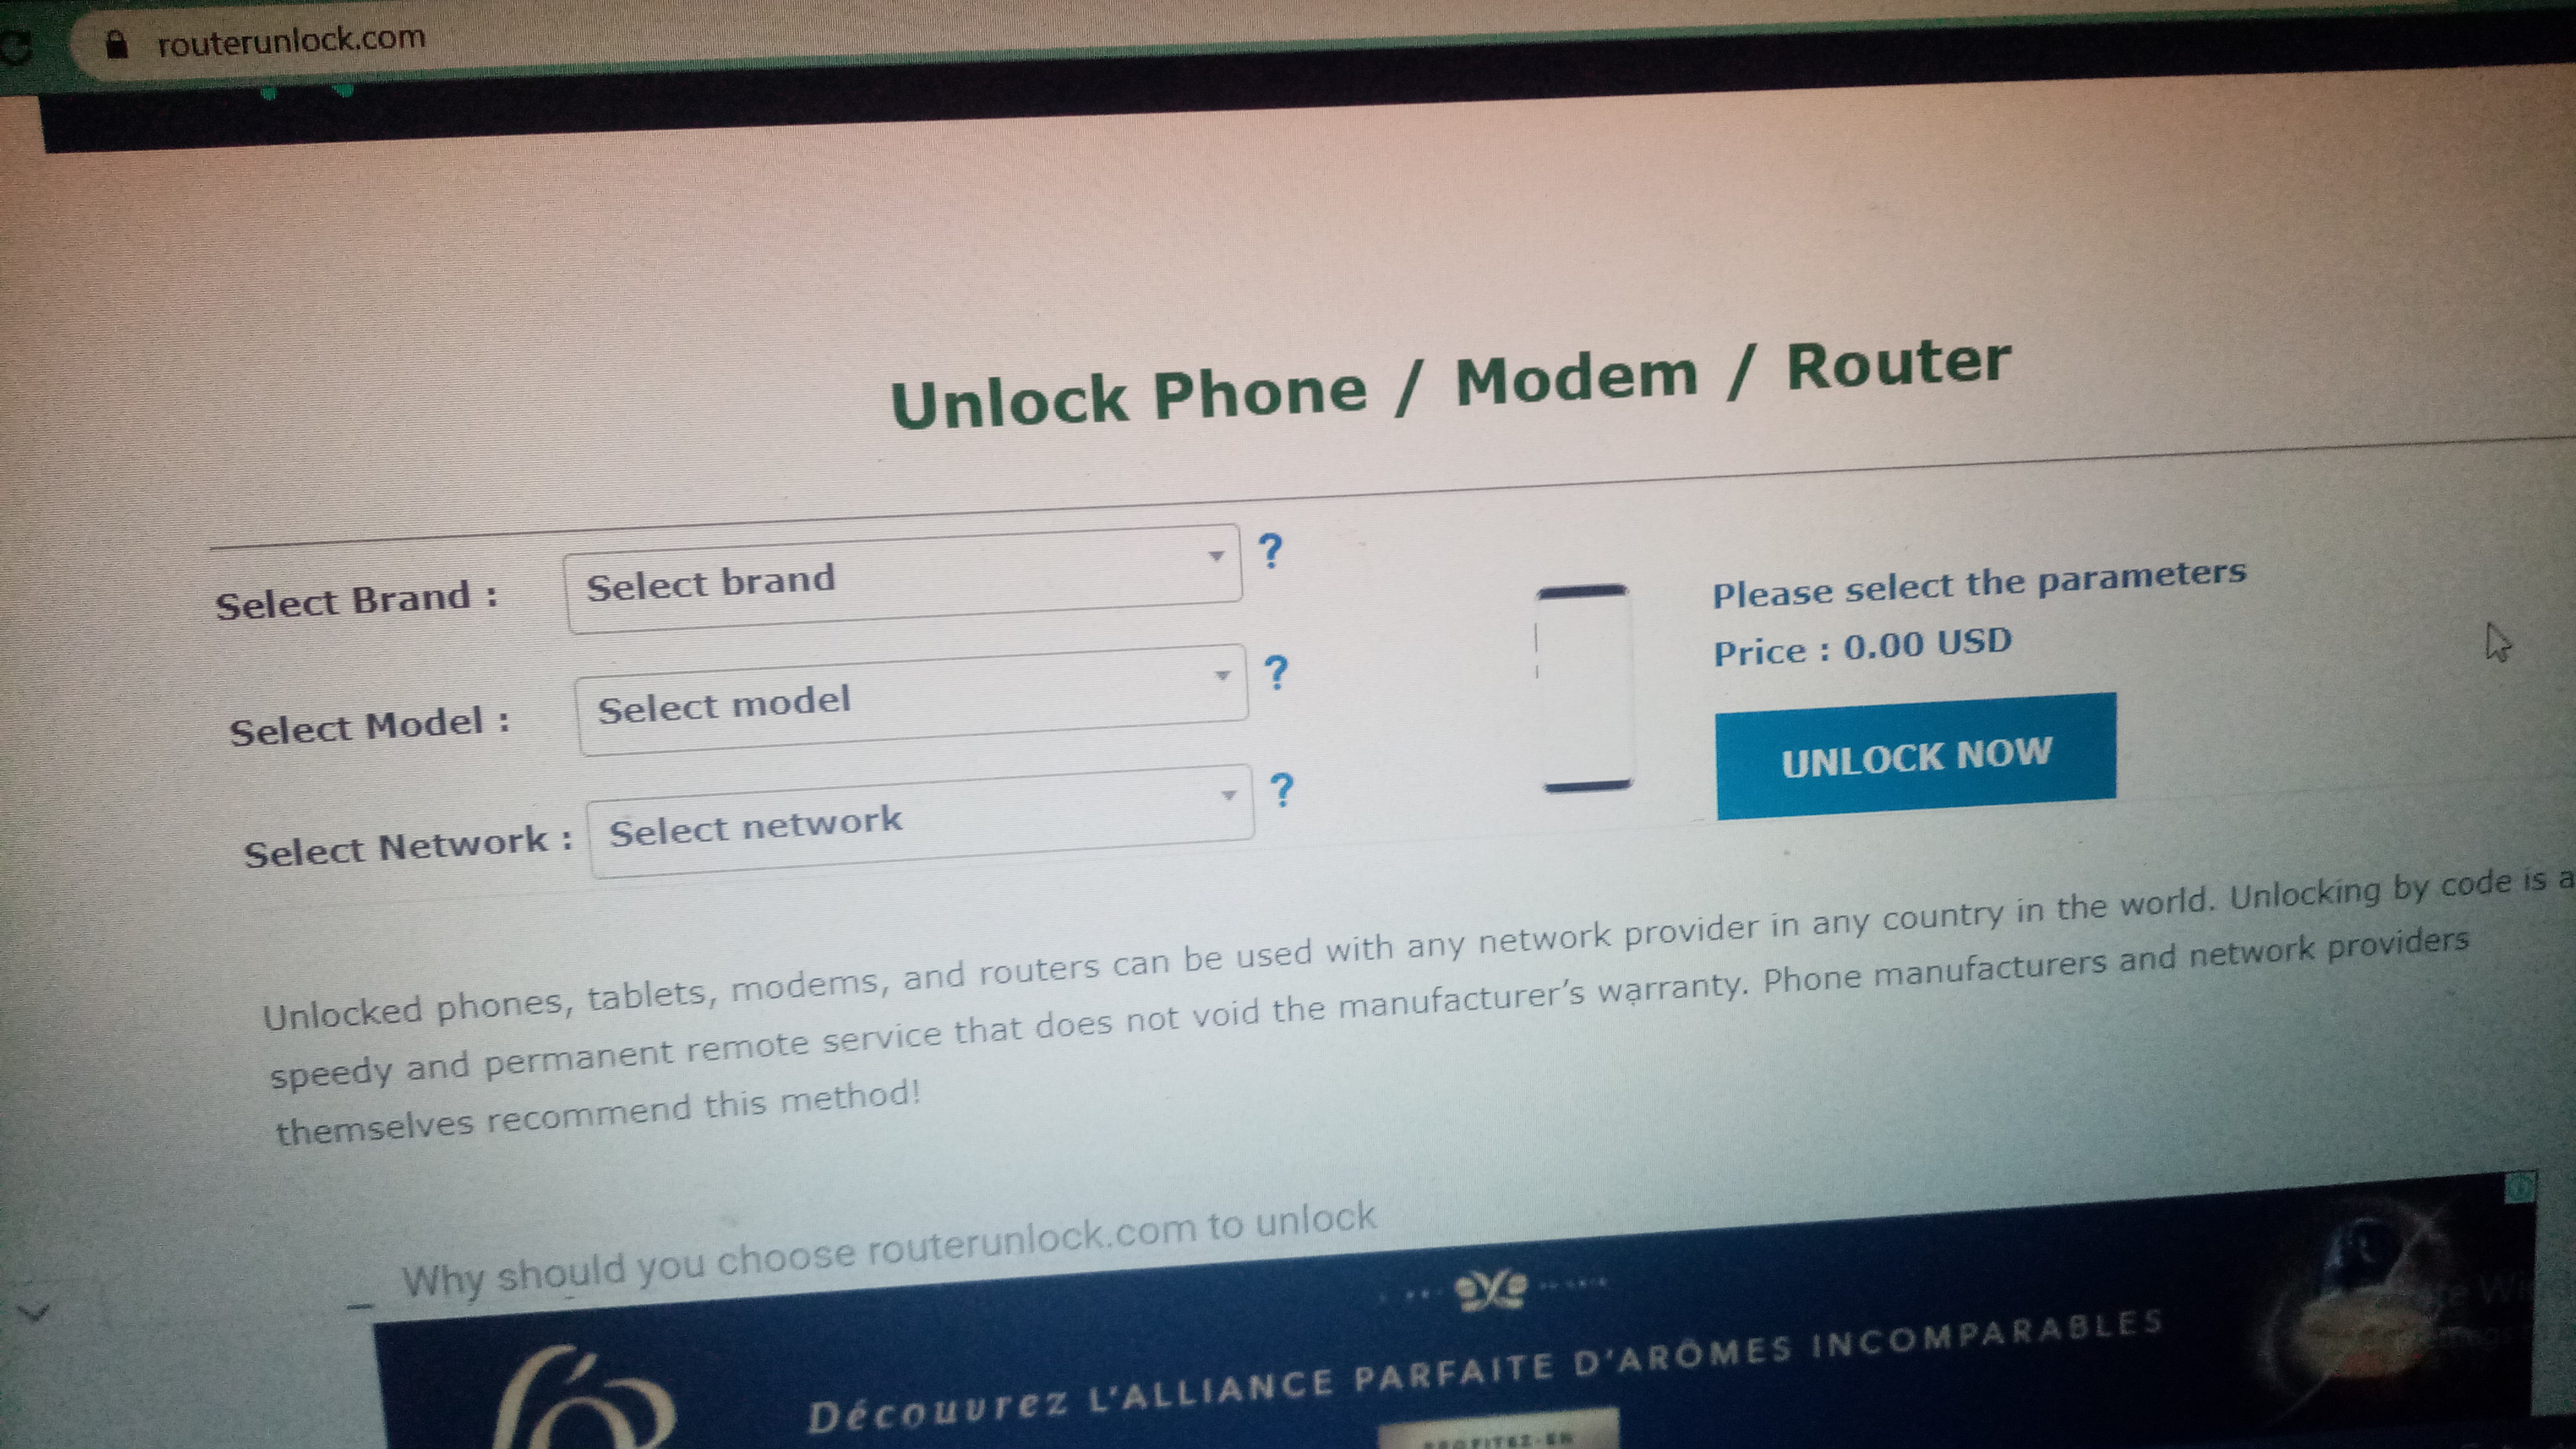 routerunlock.com
Unlock Phone / Modem / Router
Select Brand : Select brand ?
Select Model : Select model ?
Select Network : Select network ?
Please select the parameters
Price : 0.00 USD
UNLOCK NOW
Unlocked phones, tablets, modems, and routers can be used with any network provider in any country in the world. Unlocking by code is a
speedy and permanent remote service that does not void the manufacturer's warranty. Phone manufacturers and network providers
themselves recommend this method!
Why should you choose routerunlock.com to unlock
Découvrez L'ALLIANCE PARFAITE D'ARÔMES INCOMPARABLES
PROFITEZ-EN